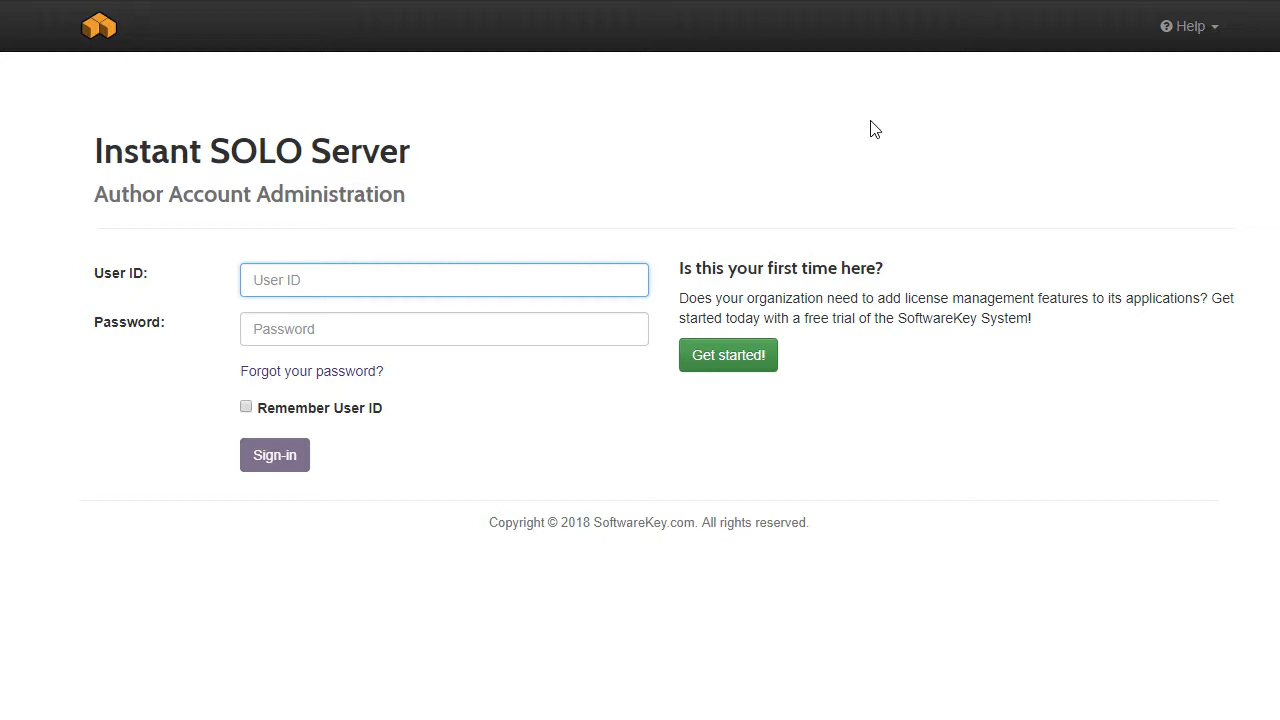 Help
Instant SOLO Server
Author Account Administration
User ID:
User ID
Password:
Password
Forgot your password?
Remember User ID
Sign-in
Is this your first time here?
Does your organization need to add license management features to its applications? Get
started today with a free trial of the SoftwareKey System!
Get started!
Copyright © 2018 SoftwareKey.com. All rights reserved.